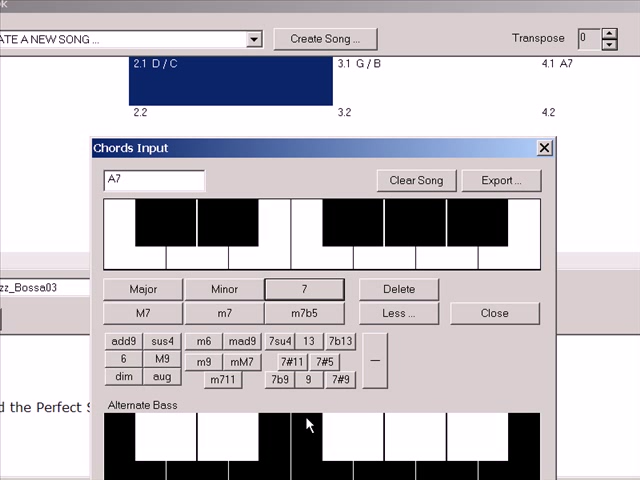 ATE A NEW SONG ...
Create Song ...
Transpose
0
2.1 D / C
3.1 G / B
4.1 A7
2.2
3.2
4.2
Chords Input
A7
Clear Song
Export ...
zz_Bossa03
Major
Minor
7
Delete
M7
m7
m7b5
Less ...
Close
add9
sus4
m6
mad9
7su4
13
7b13
6
M9
m9
mM7
7#11
7#5
dim
aug
m711
7b9
9
7#9
—
d the Perfect S
Alternate Bass